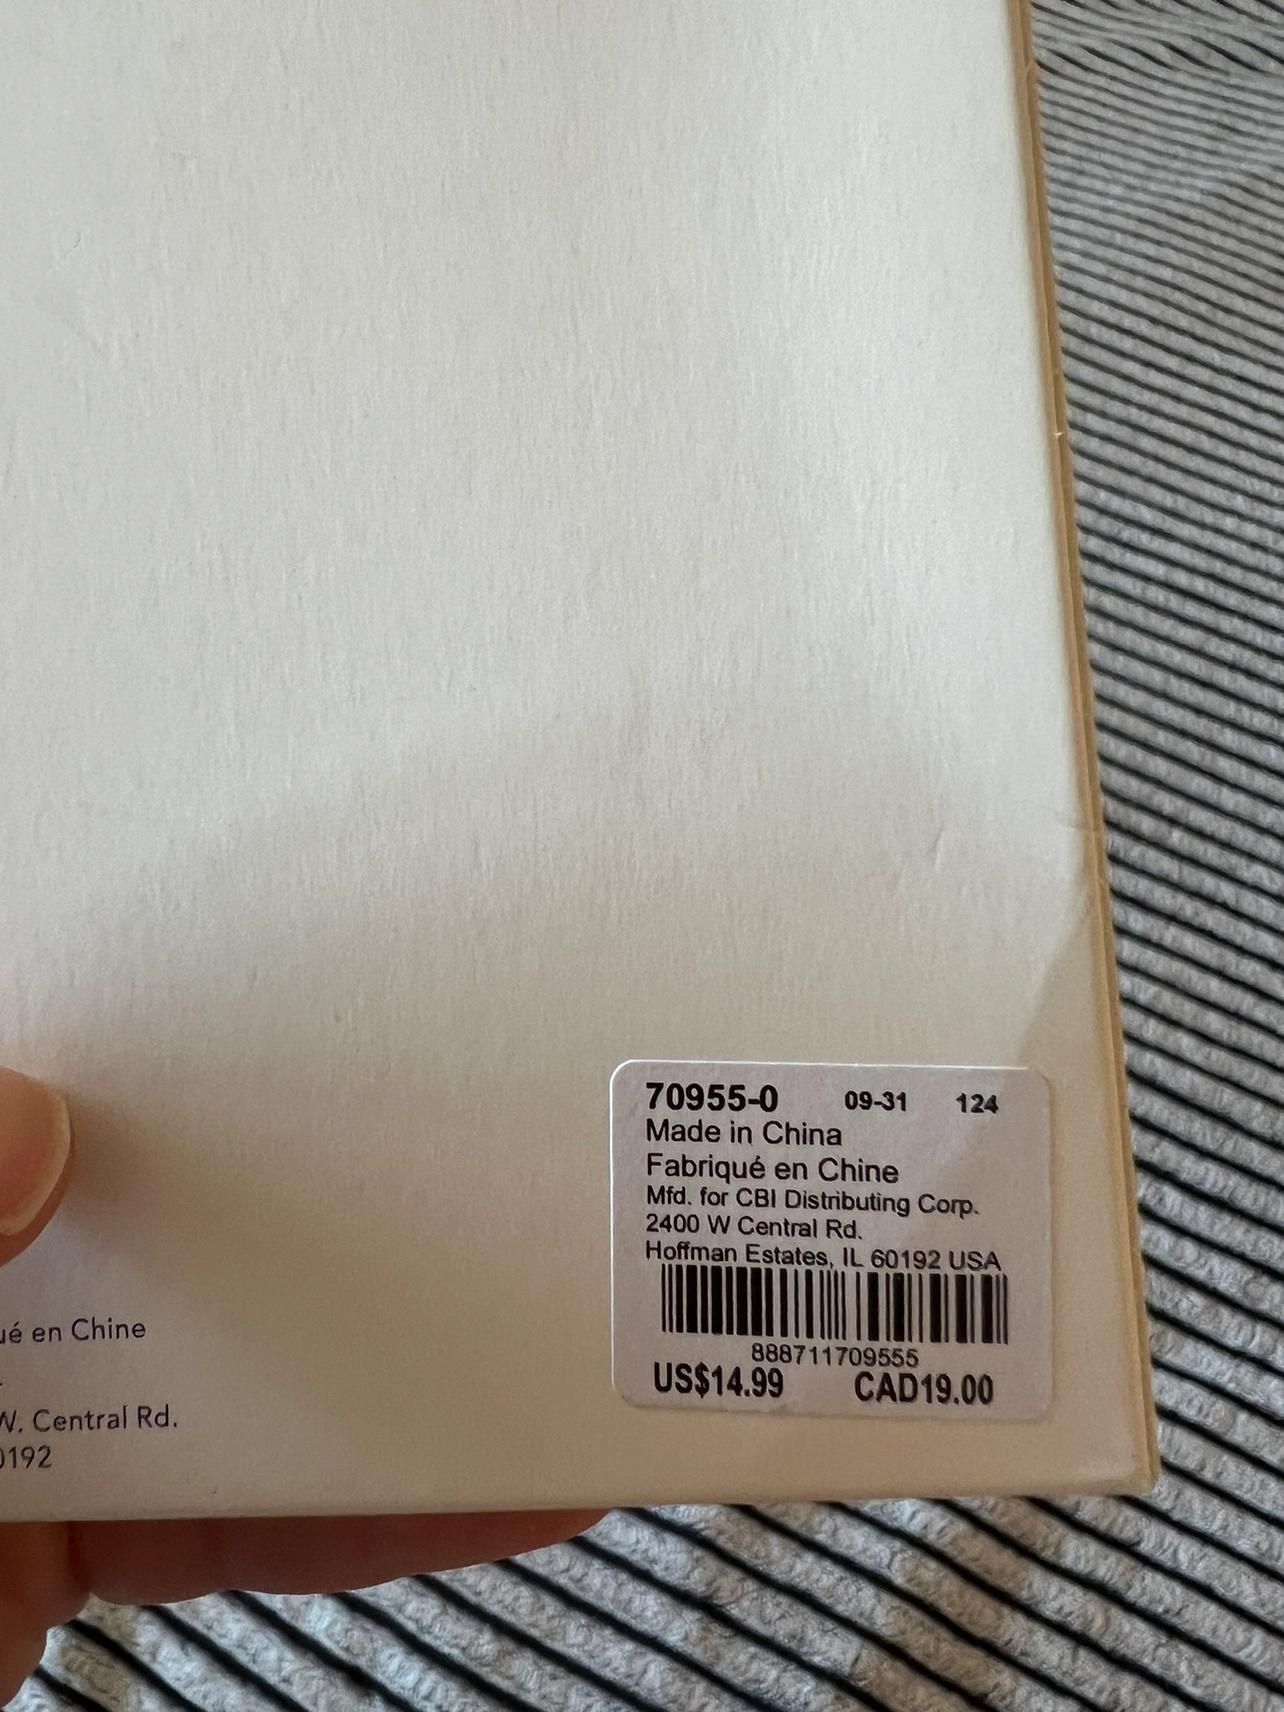 70955-0 09-31 124
Made in China
Fabriqué en Chine
Mfd. for CBI Distributing Corp.
2400 W Central Rd.
Hoffman Estates, IL 60192 USA
888711709555
US$14.99 CAD19.00
ué en Chine
W. Central Rd.
0192